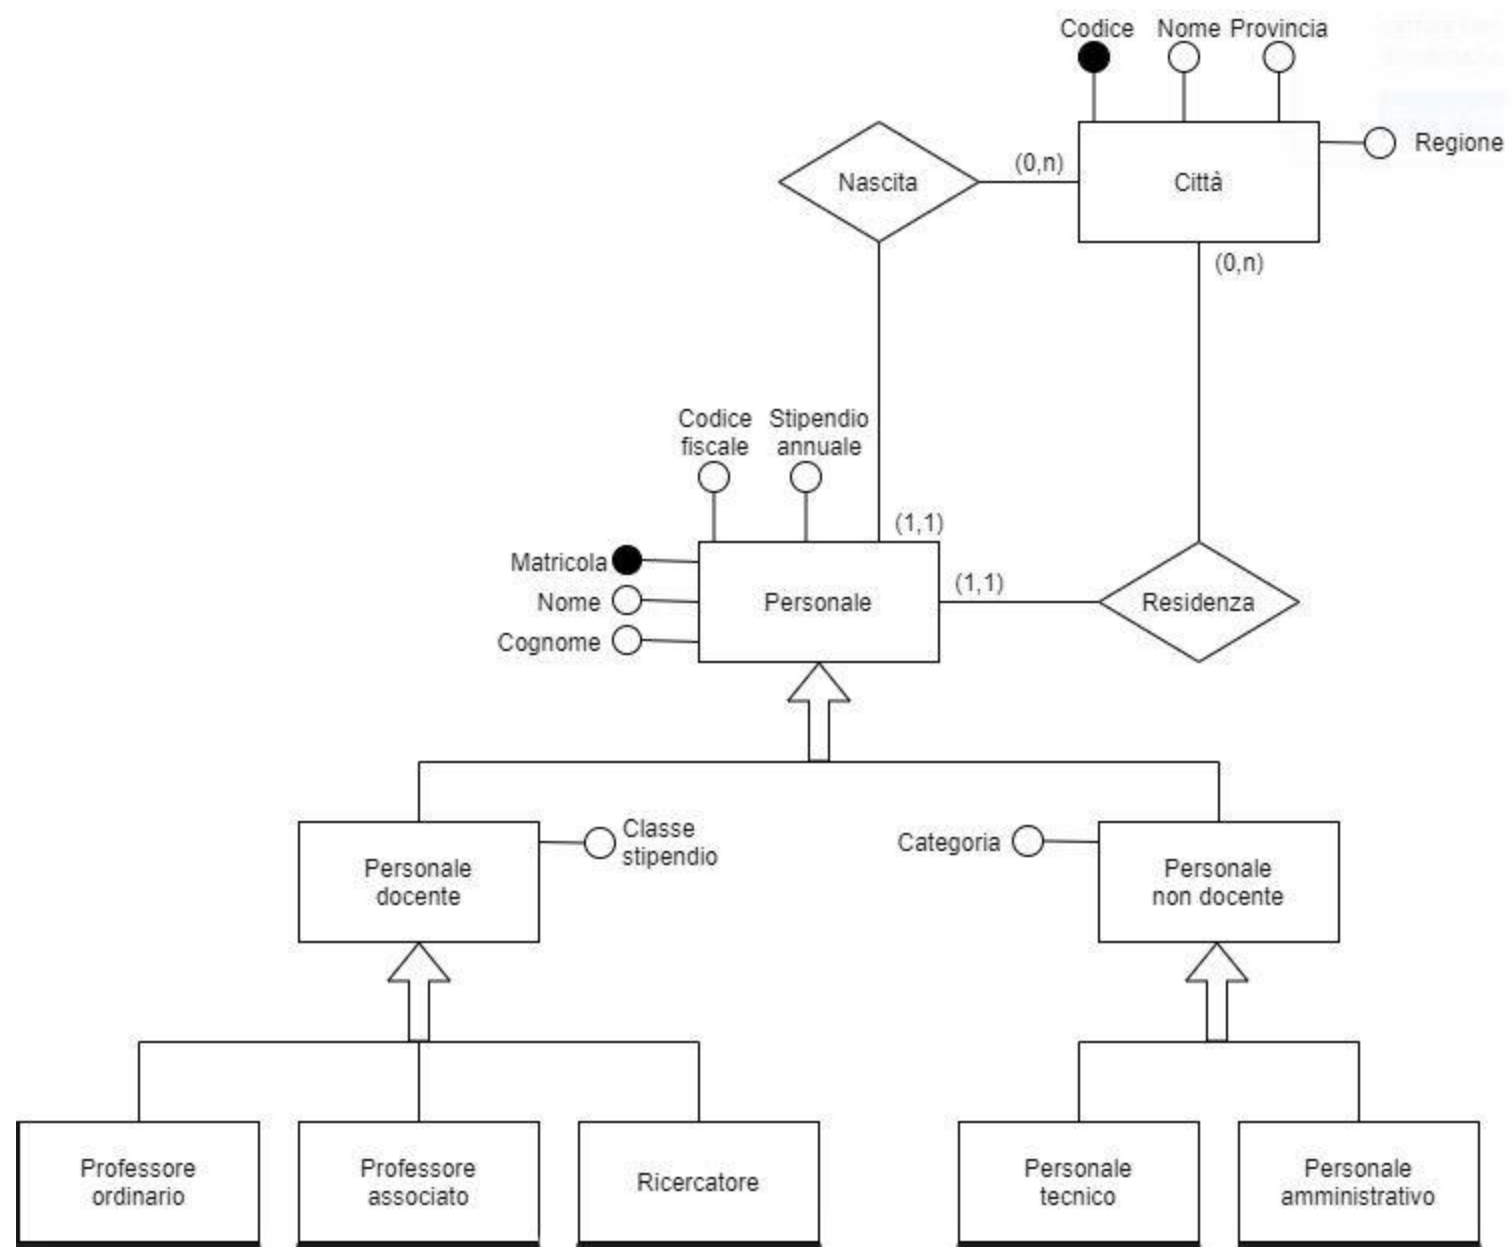 Codice Nome Provincia
Regione
Nascita
(0,n)
Città
(0,n)
Codice
fiscale
Stipendio
annuale
(1,1)
Matricola
Nome
Cognome
Personale
(1,1)
Residenza
Personale
docente
Classe
stipendio
Categoria
Personale
non docente
Professore
ordinario
Professore
associato
Ricercatore
Personale
tecnico
Personale
amministrativo